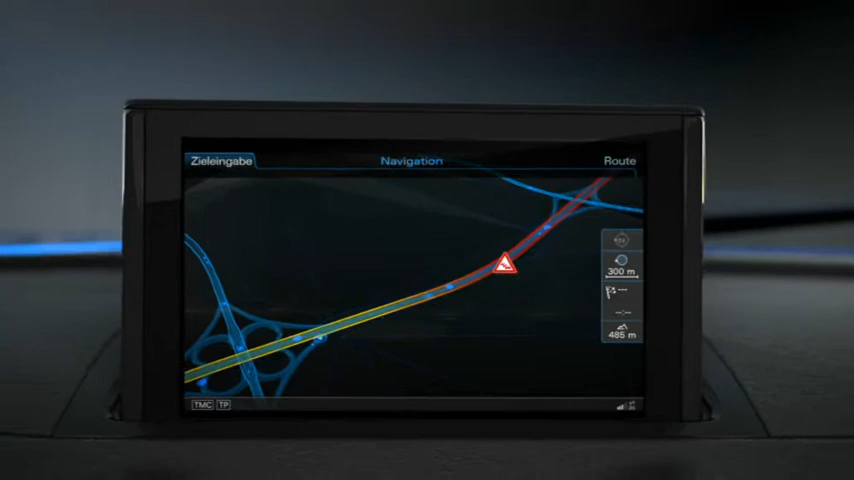 Zieleingabe
Navigation
Route
300 m
---
--:--
485 m
TMC TP